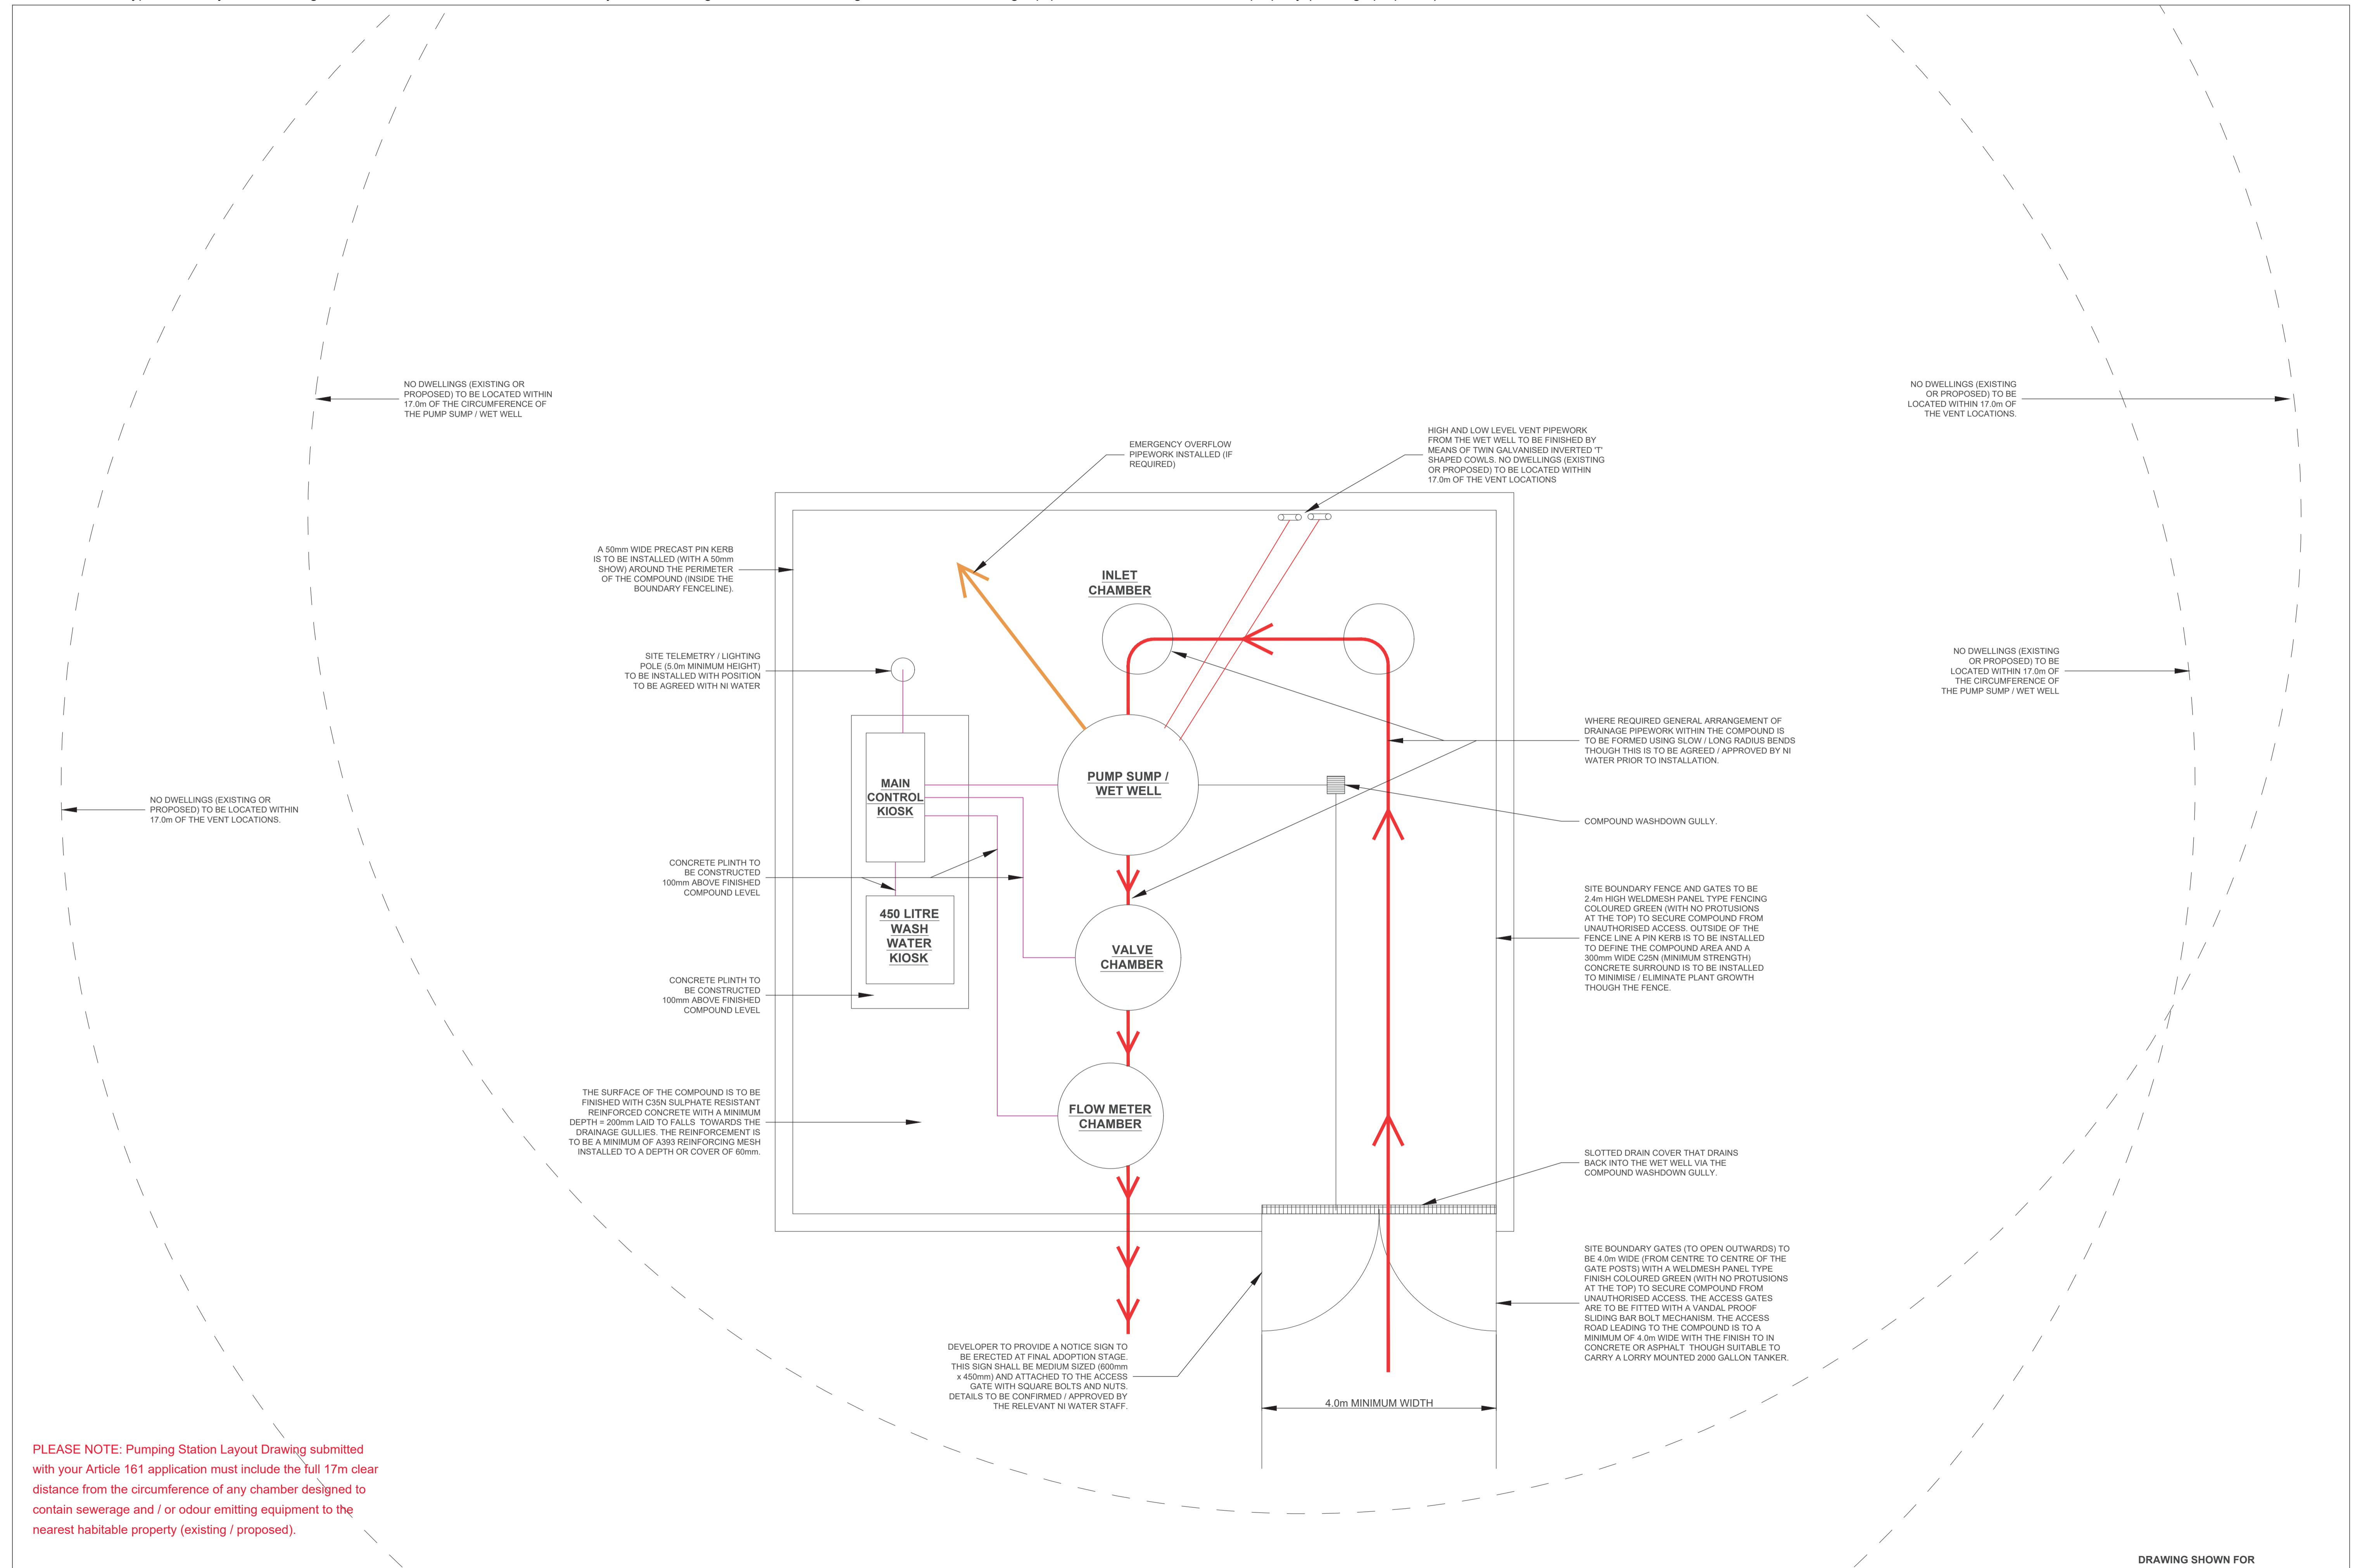 NO DWELLINGS (EXISTING OR
PROPOSED) TO BE LOCATED WITHIN
17.0m OF THE CIRCUMFERENCE OF
THE PUMP SUMP / WET WELL
NO DWELLINGS (EXISTING
OR PROPOSED) TO BE
LOCATED WITHIN 17.0m OF
THE VENT LOCATIONS.
EMERGENCY OVERFLOW
PIPEWORK INSTALLED (IF
REQUIRED)
HIGH AND LOW LEVEL VENT PIPEWORK
FROM THE WET WELL TO BE FINISHED BY
MEANS OF TWIN GALVANISED INVERTED 'T'
SHAPED COWLS. NO DWELLINGS (EXISTING
OR PROPOSED) TO BE LOCATED WITHIN
17.0m OF THE VENT LOCATIONS
A 50mm WIDE PRECAST PIN KERB
IS TO BE INSTALLED (WITH A 50mm
SHOW) AROUND THE PERIMETER
OF THE COMPOUND (INSIDE THE
BOUNDARY FENCELINE).
INLET
CHAMBER
SITE TELEMETRY / LIGHTING
POLE (5.0m MINIMUM HEIGHT)
TO BE INSTALLED WITH POSITION
TO BE AGREED WITH NI WATER
NO DWELLINGS (EXISTING
OR PROPOSED) TO BE
LOCATED WITHIN 17.0m OF
THE CIRCUMFERENCE OF
THE PUMP SUMP / WET WELL
WHERE REQUIRED GENERAL ARRANGEMENT OF
DRAINAGE PIPEWORK WITHIN THE COMPOUND IS
TO BE FORMED USING SLOW / LONG RADIUS BENDS
THOUGH THIS IS TO BE AGREED / APPROVED BY NI
WATER PRIOR TO INSTALLATION.
MAIN
CONTROL
KIOSK
PUMP SUMP /
WET WELL
NO DWELLINGS (EXISTING OR
PROPOSED) TO BE LOCATED WITHIN
17.0m OF THE VENT LOCATIONS.
COMPOUND WASHDOWN GULLY.
CONCRETE PLINTH TO
BE CONSTRUCTED
100mm ABOVE FINISHED
COMPOUND LEVEL
450 LITRE
WASH
WATER
KIOSK
VALVE
CHAMBER
SITE BOUNDARY FENCE AND GATES TO BE
2.4m HIGH WELDMESH PANEL TYPE FENCING
COLOURED GREEN (WITH NO PROTUSIONS
AT THE TOP) TO SECURE COMPOUND FROM
UNAUTHORISED ACCESS. OUTSIDE OF THE
FENCE LINE A PIN KERB IS TO BE INSTALLED
TO DEFINE THE COMPOUND AREA AND A
300mm WIDE C25N (MINIMUM STRENGTH)
CONCRETE SURROUND IS TO BE INSTALLED
TO MINIMISE / ELIMINATE PLANT GROWTH
THOUGH THE FENCE.
CONCRETE PLINTH TO
BE CONSTRUCTED
100mm ABOVE FINISHED
COMPOUND LEVEL
THE SURFACE OF THE COMPOUND IS TO BE
FINISHED WITH C35N SULPHATE RESISTANT
REINFORCED CONCRETE WITH A MINIMUM
DEPTH = 200mm LAID TO FALLS TOWARDS THE
DRAINAGE GULLIES. THE REINFORCEMENT IS
TO BE A MINIMUM OF A393 REINFORCING MESH
INSTALLED TO A DEPTH OR COVER OF 60mm.
FLOW METER
CHAMBER
SLOTTED DRAIN COVER THAT DRAINS
BACK INTO THE WET WELL VIA THE
COMPOUND WASHDOWN GULLY.
SITE BOUNDARY GATES (TO OPEN OUTWARDS) TO
BE 4.0m WIDE (FROM CENTRE TO CENTRE OF THE
GATE POSTS) WITH A WELDMESH PANEL TYPE
FINISH COLOURED GREEN (WITH NO PROTUSIONS
AT THE TOP) TO SECURE COMPOUND FROM
UNAUTHORISED ACCESS. THE ACCESS GATES
ARE TO BE FITTED WITH A VANDAL PROOF
SLIDING BAR BOLT MECHANISM. THE ACCESS
ROAD LEADING TO THE COMPOUND IS TO A
MINIMUM OF 4.0m WIDE WITH THE FINISH TO IN
CONCRETE OR ASPHALT THOUGH SUITABLE TO
CARRY A LORRY MOUNTED 2000 GALLON TANKER.
DEVELOPER TO PROVIDE A NOTICE SIGN TO
BE ERECTED AT FINAL ADOPTION STAGE.
THIS SIGN SHALL BE MEDIUM SIZED (600mm
x 450mm) AND ATTACHED TO THE ACCESS
GATE WITH SQUARE BOLTS AND NUTS.
DETAILS TO BE CONFIRMED / APPROVED BY
THE RELEVANT NI WATER STAFF.
4.0m MINIMUM WIDTH
PLEASE NOTE: Pumping Station Layout Drawing submitted
with your Article 161 application must include the full 17m clear
distance from the circumference of any chamber designed to
contain sewerage and / or odour emitting equipment to the
nearest habitable property (existing / proposed).
DRAWING SHOWN FOR